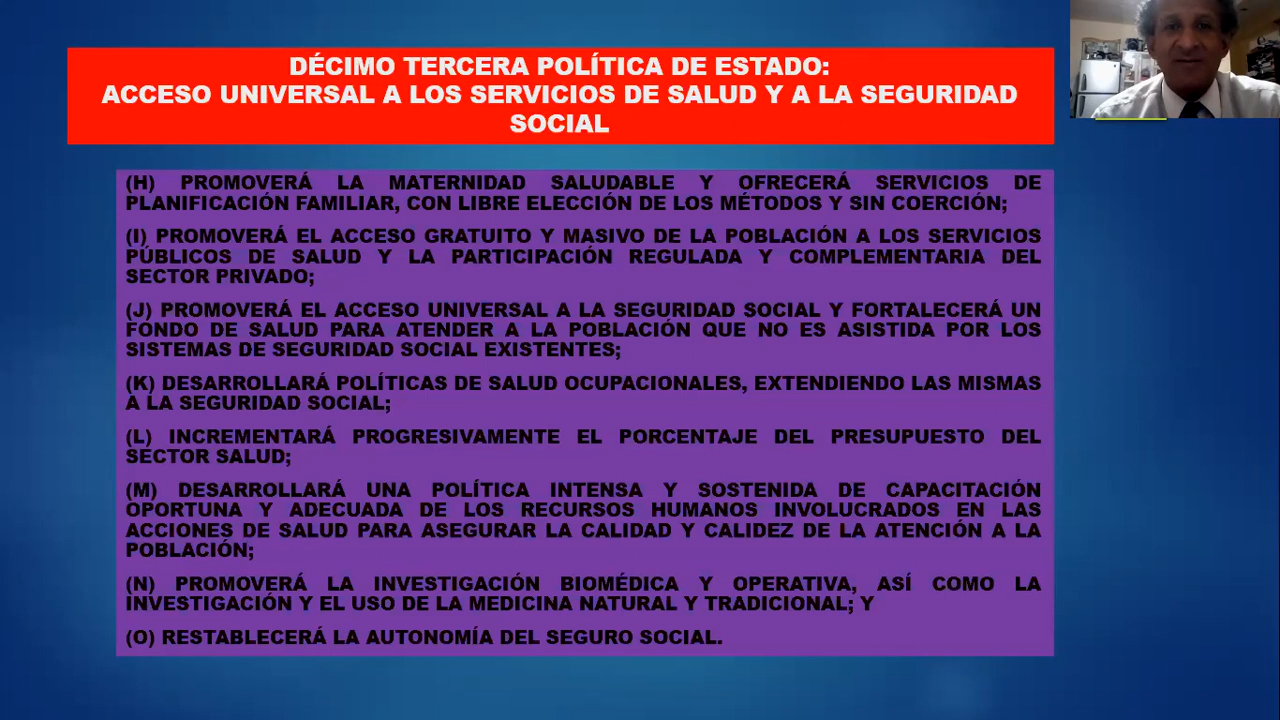 DÉCIMO TERCERA POLÍTICA DE ESTADO:
ACCESO UNIVERSAL A LOS SERVICIOS DE SALUD Y A LA SEGURIDAD
SOCIAL
(H) PROMOVERÁ LA MATERNIDAD SALUDABLE Y OFRECERÁ SERVICIOS DE
PLANIFICACIÓN FAMILIAR, CON LIBRE ELECCIÓN DE LOS MÉTODOS Y SIN COERCIÓN;
(I) PROMOVERÁ EL ACCESO GRATUITO Y MASIVO DE LA POBLACIÓN A LOS SERVICIOS
PÚBLICOS DE SALUD Y LA PARTICIPACIÓN REGULADA Y COMPLEMENTARIA DEL
SECTOR PRIVADO;
(J) PROMOVERÁ EL ACCESO UNIVERSAL A LA SEGURIDAD SOCIAL Y FORTALECERÁ UN
FONDO DE SALUD PARA ATENDER A LA POBLACIÓN QUE NO ES ASISTIDA POR LOS
SISTEMAS DE SEGURIDAD SOCIAL EXISTENTES;
(K) DESARROLLARÁ POLÍTICAS DE SALUD OCUPACIONALES, EXTENDIENDO LAS MISMAS
A LA SEGURIDAD SOCIAL;
(L) INCREMENTARÁ PROGRESIVAMENTE EL PORCENTAJE DEL PRESUPUESTO DEL
SECTOR SALUD;
(M) DESARROLLARÁ UNA POLÍTICA INTENSA Y SOSTENIDA DE CAPACITACIÓN
OPORTUNA Y ADECUADA DE LOS RECURSOS HUMANOS INVOLUCRADOS EN LAS
ACCIONES DE SALUD PARA ASEGURAR LA CALIDAD Y CALIDEZ DE LA ATENCIÓN A LA
POBLACIÓN;
(N) PROMOVERÁ LA INVESTIGACIÓN BIOMÉDICA Y OPERATIVA, ASÍ COMO LA
INVESTIGACIÓN Y EL USO DE LA MEDICINA NATURAL Y TRADICIONAL; Y
(O) RESTABLECERÁ LA AUTONOMÍA DEL SEGURO SOCIAL.